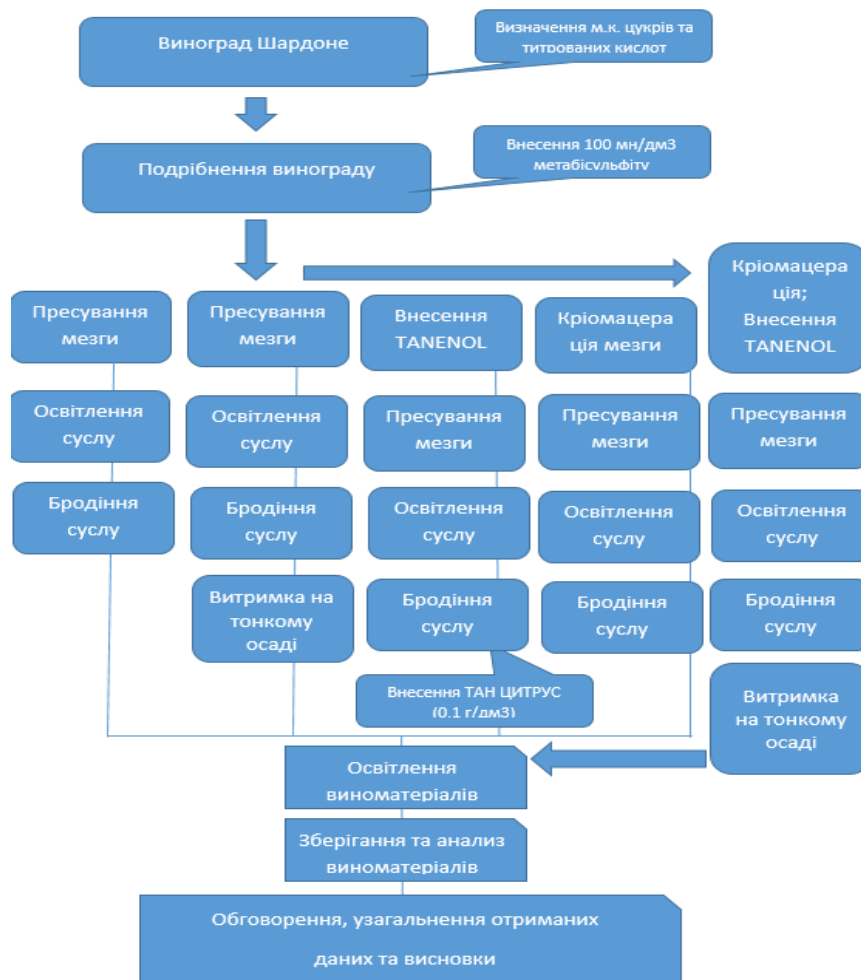 Виноград Шардоне
Визначення м.к. цукрів та
титрованих кислот
Подрібнення винограду
Внесення 100 мн/дм3
метабісульфіту
Пресування
мезги
Освітлення
суслу
Бродіння
суслу
Пресування
мезги
Освітлення
суслу
Бродіння
суслу
Витримка на
тонкому
осаді
Внесення
TANENOL
Пресування
мезги
Освітлення
суслу
Бродіння
суслу
Внесення ТАН ЦИТРУС
(0.1 г/дм3)
Кріомацера
ція мезги
Пресування
мезги
Освітлення
суслу
Бродіння
суслу
Кріомацера
ція;
Внесення
TANENOL
Пресування
мезги
Освітлення
суслу
Бродіння
суслу
Витримка
на тонкому
осаді
Освітлення
виноматеріалів
Зберігання та анализ
виноматеріалів
Обговорення, узагальнення отриманих
даних та висновки